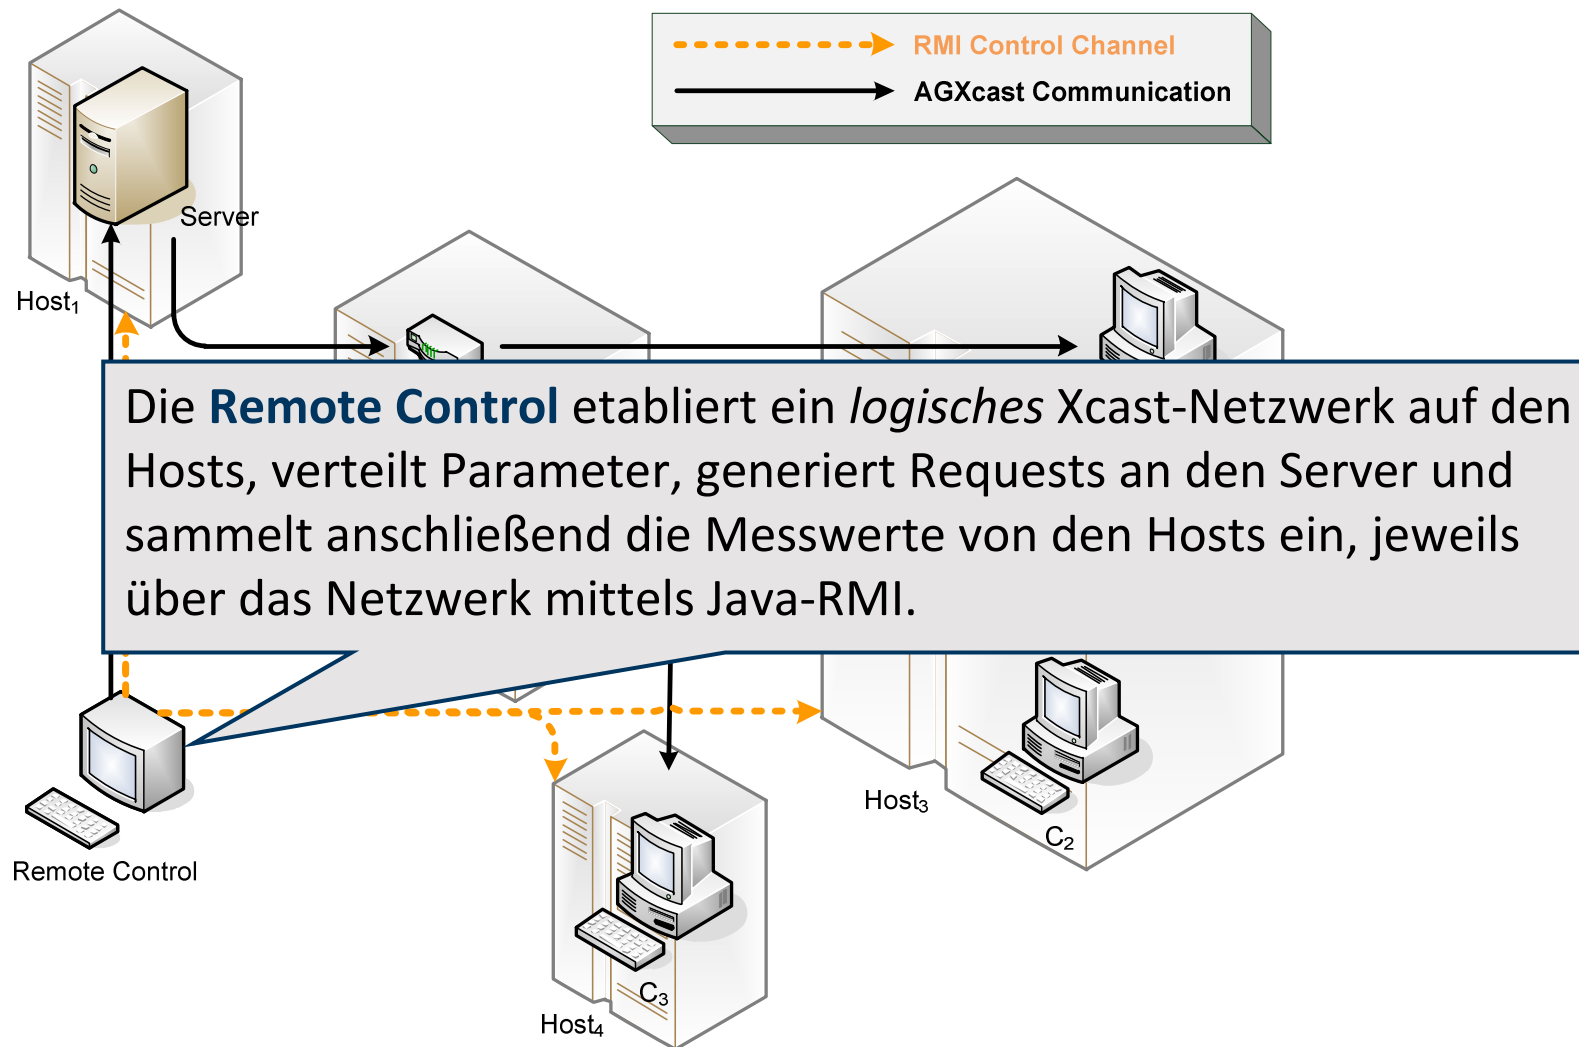 RMI Control Channel
AGXcast Communication
Server
Host1
Die Remote Control etabliert ein logisches Xcast-Netzwerk auf den
Hosts, verteilt Parameter, generiert Requests an den Server und
sammelt anschließend die Messwerte von den Hosts ein, jeweils
über das Netzwerk mittels Java-RMI.
Host3
C2
Remote Control
C3
Host4